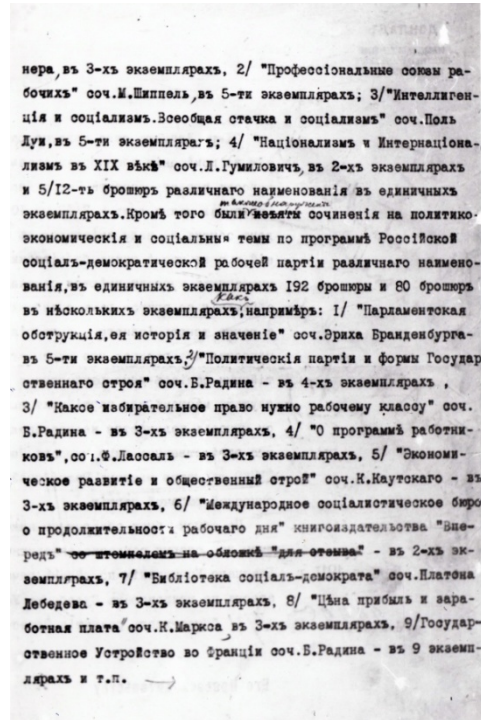 нера, въ 3-хъ экземплярахъ, 2/ "Профессіональные союзы ра-
бочихъ" соч.М.Шиппель, въ 5-ти экземплярахъ; 3/"Интеллиген-
ція и соціализмъ.Всеобщая стачка и соціализмъ" соч.Поль
Луи,въ 5-ти экземплярагъ; 4/ "Націонализмъ и Интернаціона-
лизмъ въ XIX вѣкѣ" соч.Л.Гумиловичъ, въ 2-хъ экземплярахъ
и 5/12-ть брошюръ различнаго наименованія въ единичныхъ
экземплярахъ.Кромѣ того были взяты сочиненія на политико-
экономическія и соціальныя темы по программѣ Россійской
соціалъ-демократической рабочей партіи различнаго наимено-
ванія,въ единичныхъ экземплярахъ 192 брошюры и 80 брошюръ
какъ
въ нѣсколькихъ экземплярахъ, напримѣръ: 1/ "Парламентская
обструкція,ея исторія и значеніе" соч.Эриха Бранденбурга-
въ 5-ти экземплярахъ, 2/"Политическія партіи и формы Государ
ственнаго строя" соч.Б.Радина - въ 4-хъ экземплярахъ ,
3/ "Какое избирательное право нужно рабочему классу" соч.
Б.Радина - въ 3-хъ экземплярахъ, 4/ "О программѣ работни-
ковъ",соч.Ф.Лассаль - въ 3-хъ экземплярахъ, 5/ "Экономи-
ческое развитіе и общественный строй" соч.К.Каутскаго - въ
3-хъ экземплярахъ, 6/ "Международное соціалистическое бюро
о продолжительности рабочаго дня" книгоиздательства "Впе-
редъ" со штемпелемъ на обложкѣ "для отзыва" - въ 2-хъ эк-
земплярахъ, 7/ "Библіотека соціалъ-демократа" соч.Платона
Лебедева - въ 3-хъ экземплярахъ, 8/ "Цѣна прибыль и зара-
ботная плата" соч.К.Маркса въ 3-хъ экземплярахъ, 9/Государ-
ственное Устройство во Франціи соч.Б.Радина - въ 9 экземп-
лярахъ и т.п.